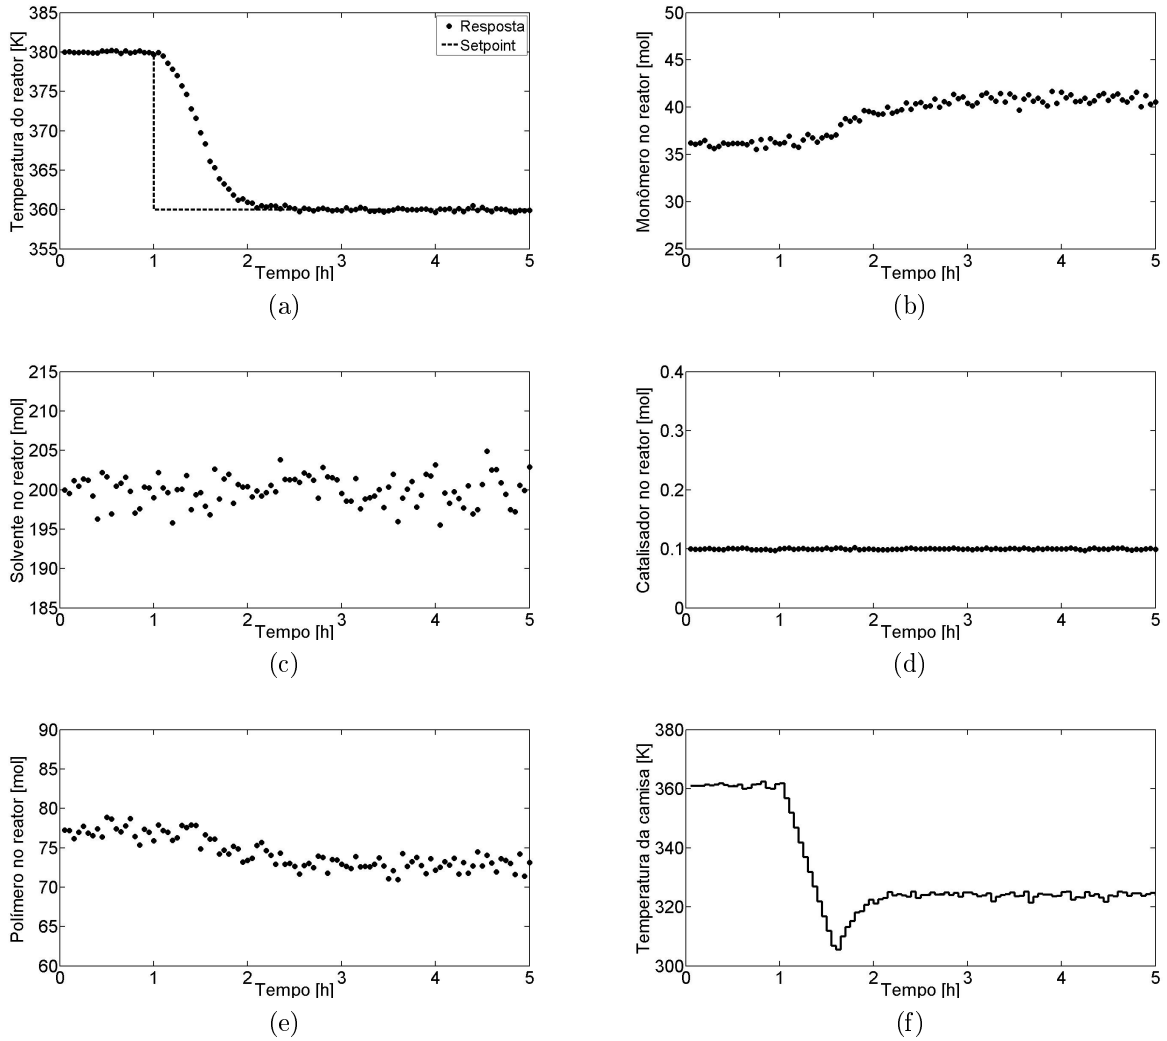 Temperatura do reator [K]
385
380
375
370
365
360
355
0 1 2 3 4 5
Tempo [h]
Resposta
Setpoint
(a)
Monômero no reator [mol]
50
45
40
35
30
25
0 1 2 3 4 5
Tempo [h]
(b)
Solvente no reator [mol]
215
210
205
200
195
190
185
0 1 2 3 4 5
Tempo [h]
(c)
Catalisador no reator [mol]
0.4
0.3
0.2
0.1
0
0 1 2 3 4 5
Tempo [h]
(d)
Polímero no reator [mol]
90
85
80
75
70
65
60
0 1 2 3 4 5
Tempo [h]
(e)
Temperatura da camisa [K]
380
360
340
320
300
0 1 2 3 4 5
Tempo [h]
(f)